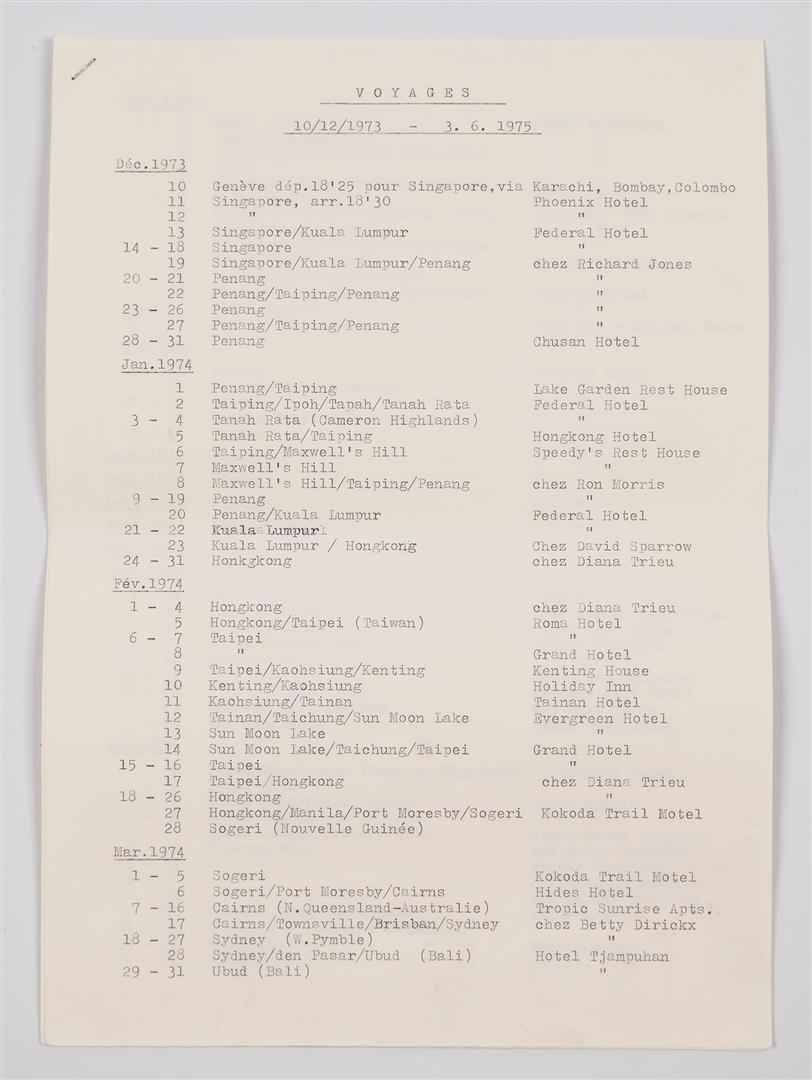 V O Y A G E S
10/12/1973 - 3. 6. 1975
Déc.1973
10 Genève dép.18'25 pour Singapore,via Karachi, Bombay,Colombo
11 Singapore, arr.18'30 Phoenix Hotel
12 " "
13 Singapore/Kuala Lumpur Federal Hotel
14 - 18 Singapore "
19 Singapore/Kuala Lumpur/Penang chez Richard Jones
20 - 21 Penang "
22 Penang/Taiping/Penang "
23 - 26 Penang "
27 Penang/Taiping/Penang "
28 - 31 Penang Chusan Hotel
Jan.1974
1 Penang/Taiping Lake Garden Rest House
2 Taiping/Ipoh/Tapah/Tanah Rata Federal Hotel
3 - 4 Tanah Rata (Cameron Highlands) "
5 Tanah Rata/Taiping Hongkong Hotel
6 Taiping/Maxwell's Hill Speedy's Rest House
7 Maxwell's Hill "
8 Maxwell's Hill/Taiping/Penang chez Ron Morris
9 - 19 Penang "
20 Penang/Kuala Lumpur Federal Hotel
21 - 22 Kuala Lumpur "
23 Kuala Lumpur / Hongkong Chez David Sparrow
24 - 31 Honkgkong chez Diana Trieu
Fév.1974
1 - 4 Hongkong chez Diana Trieu
5 Hongkong/Taipei (Taiwan) Roma Hotel
6 - 7 Taipei "
8 " Grand Hotel
9 Taipei/Kaohsiung/Kenting Kenting House
10 Kenting/Kaohsiung Holiday Inn
11 Kaohsiung/Tainan Tainan Hotel
12 Tainan/Taichung/Sun Moon Lake Evergreen Hotel
13 Sun Moon Lake "
14 Sun Moon Lake/Taichung/Taipei Grand Hotel
15 - 16 Taipei "
17 Taipei/Hongkong chez Diana Trieu
18 - 26 Hongkong "
27 Hongkong/Manila/Port Moresby/Sogeri Kokoda Trail Motel
28 Sogeri (Nouvelle Guinée)
Mar.1974
1 - 5 Sogeri Kokoda Trail Motel
6 Sogeri/Port Moresby/Cairns Hides Hotel
7 - 16 Cairns (N.Queensland-Australie) Tropic Sunrise Apts.
17 Cairns/Townsville/Brisban/Sydney chez Betty Dirickx
18 - 27 Sydney (W.Pymble) "
28 Sydney/den Pasar/Ubud (Bali) Hotel Tjampuhan
29 - 31 Ubud (Bali) "